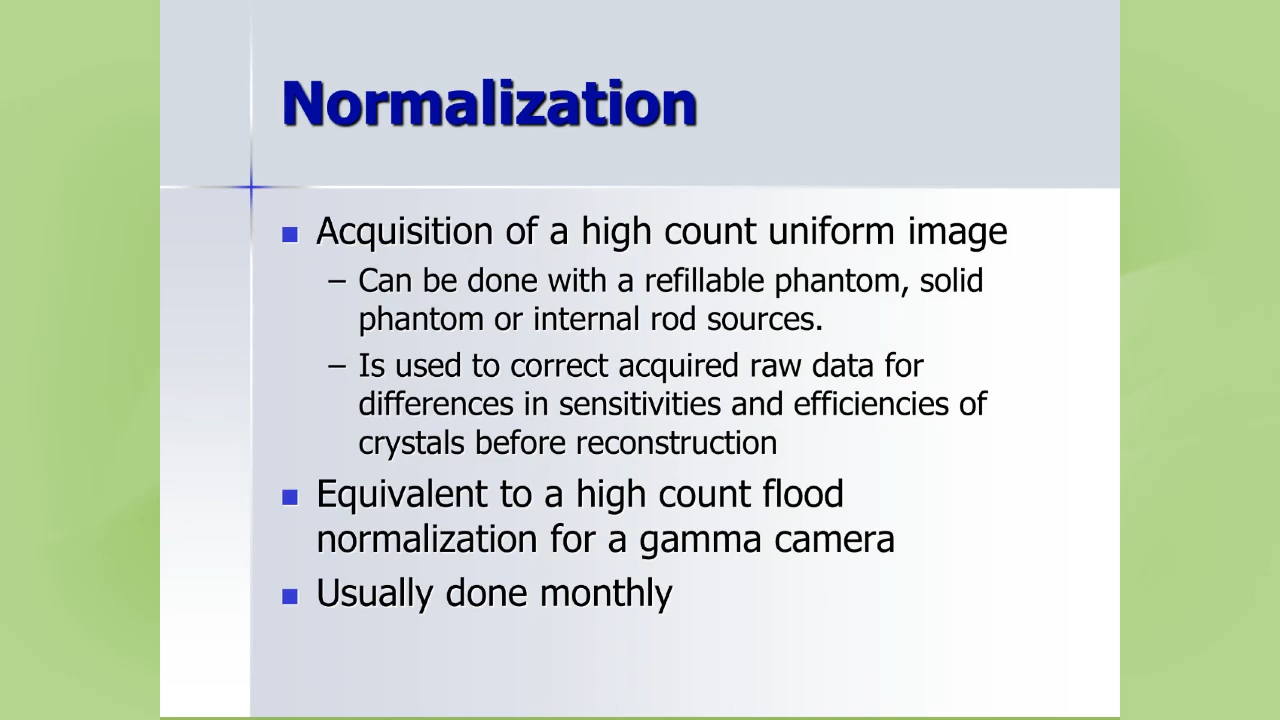 Normalization
Acquisition of a high count uniform image
– Can be done with a refillable phantom, solid
phantom or internal rod sources.
– Is used to correct acquired raw data for
differences in sensitivities and efficiencies of
crystals before reconstruction
Equivalent to a high count flood
normalization for a gamma camera
Usually done monthly